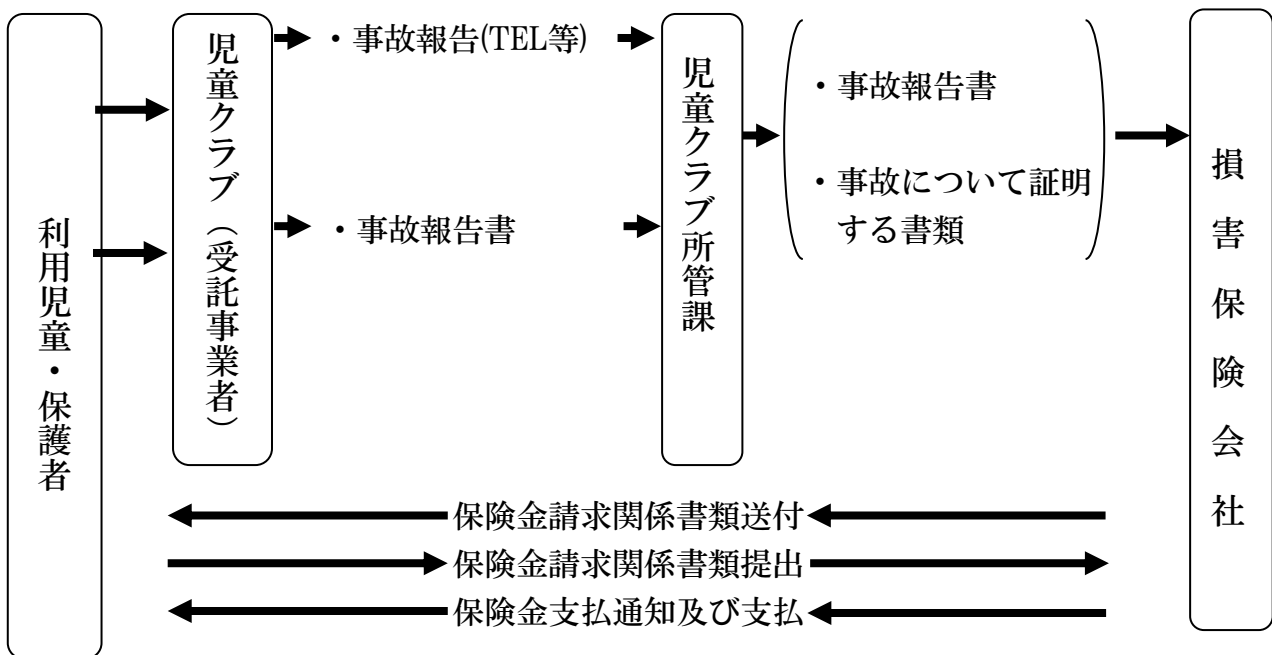 利用児童・保護者
児童クラブ（受託事業者）
・事故報告(TEL等)
・事故報告書
児童クラブ所管課
・事故報告書
・事故について証明
する書類
損害保険会社
保険金請求関係書類送付
保険金請求関係書類提出
保険金支払通知及び支払